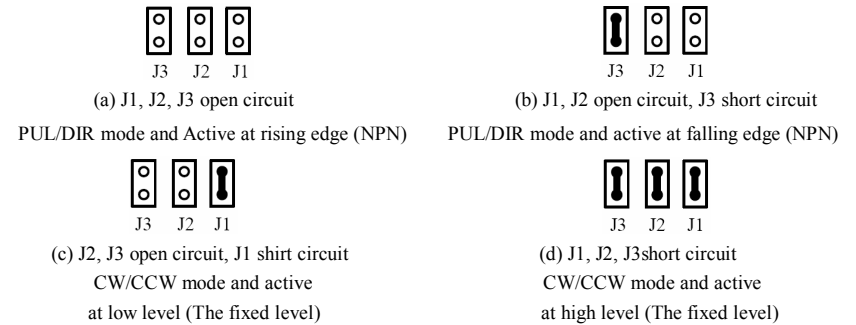 J3 J2 J1
(a) J1, J2, J3 open circuit
PUL/DIR mode and Active at rising edge (NPN)
J3 J2 J1
(b) J1, J2 open circuit, J3 short circuit
PUL/DIR mode and active at falling edge (NPN)
J3 J2 J1
(c) J2, J3 open circuit, J1 shirt circuit
CW/CCW mode and active
at low level (The fixed level)
J3 J2 J1
(d) J1, J2, J3short circuit
CW/CCW mode and active
at high level (The fixed level)